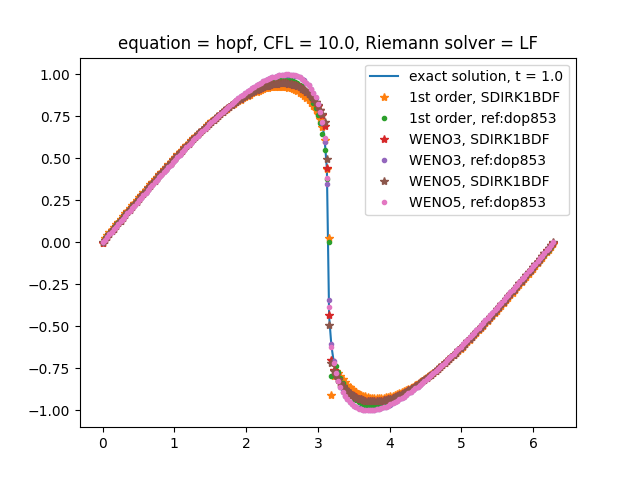 equation = hopf, CFL = 10.0, Riemann solver = LF
exact solution, t = 1.0
1st order, SDIRK1BDF
1st order, ref:dop853
WENO3, SDIRK1BDF
WENO3, ref:dop853
WENO5, SDIRK1BDF
WENO5, ref:dop853
1.00
0.75
0.50
0.25
0.00
−0.25
−0.50
−0.75
−1.00
0 1 2 3 4 5 6